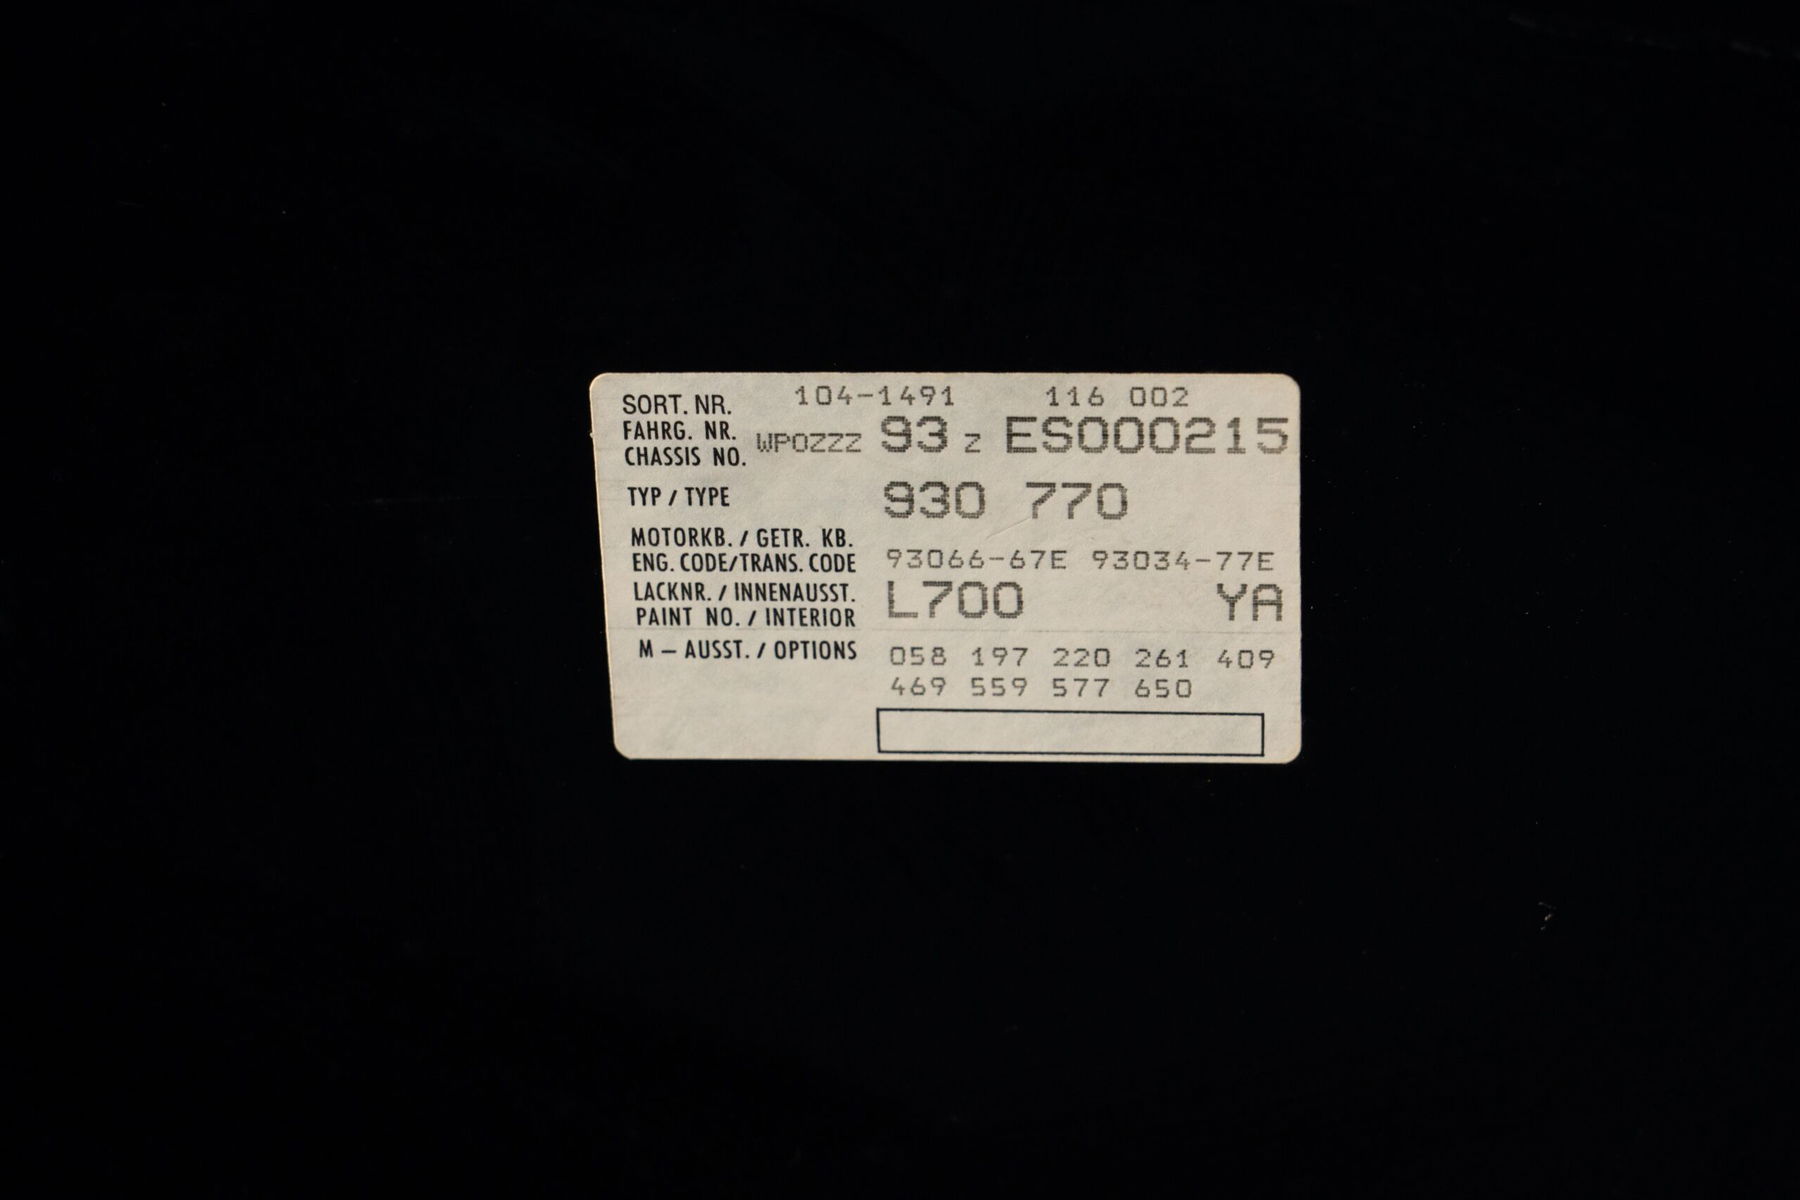 SORT. NR. 104-1491 116 002
FAHRG. NR.
CHASSIS NO. WP0ZZZ 93 Z ES000215
TYP / TYPE 930 770
MOTORKB. / GETR. KB.
ENG. CODE/TRANS. CODE 93066-67E 93034-77E
LACKNR. / INNENAUSST.
PAINT NO. / INTERIOR L700 YA
M – AUSST. / OPTIONS 058 197 220 261 409
469 559 577 650